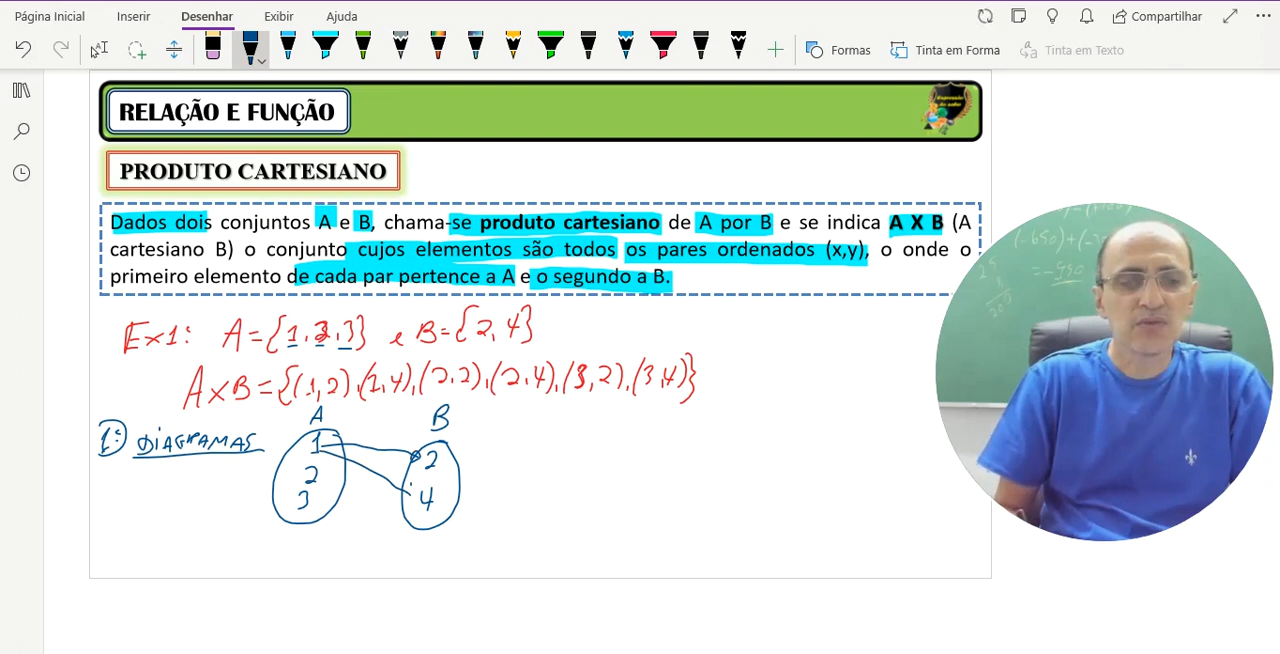 Página Inicial Inserir Desenhar Exibir Ajuda Compartilhar
Formas Tinta em Forma Tinta em Texto
RELAÇÃO E FUNÇÃO
PRODUTO CARTESIANO
Dados dois conjuntos A e B, chama-se produto cartesiano de A por B e se indica A X B (A
cartesiano B) o conjunto cujos elementos são todos os pares ordenados (x,y), o onde o
primeiro elemento de cada par pertence a A e o segundo a B.
Ex1: A={1,2,3} e B={2,4}
AxB={(1,2),(1,4),(2,2),(2,4),(3,2),(3,4)}
A B
1º) DIAGRAMAS
1 2
2 4
3